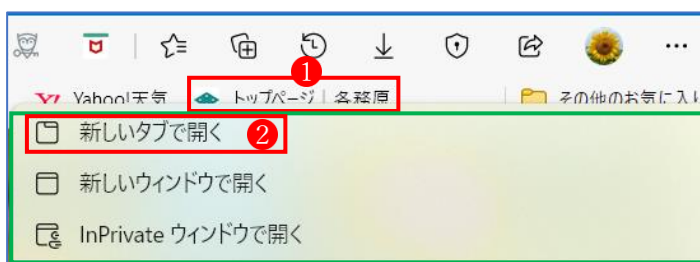 1
Y! Yahoo!天気 トップページ | 各務原 その他のお気に入り
新しいタブで開く 2
新しいウィンドウで開く
InPrivate ウィンドウで開く